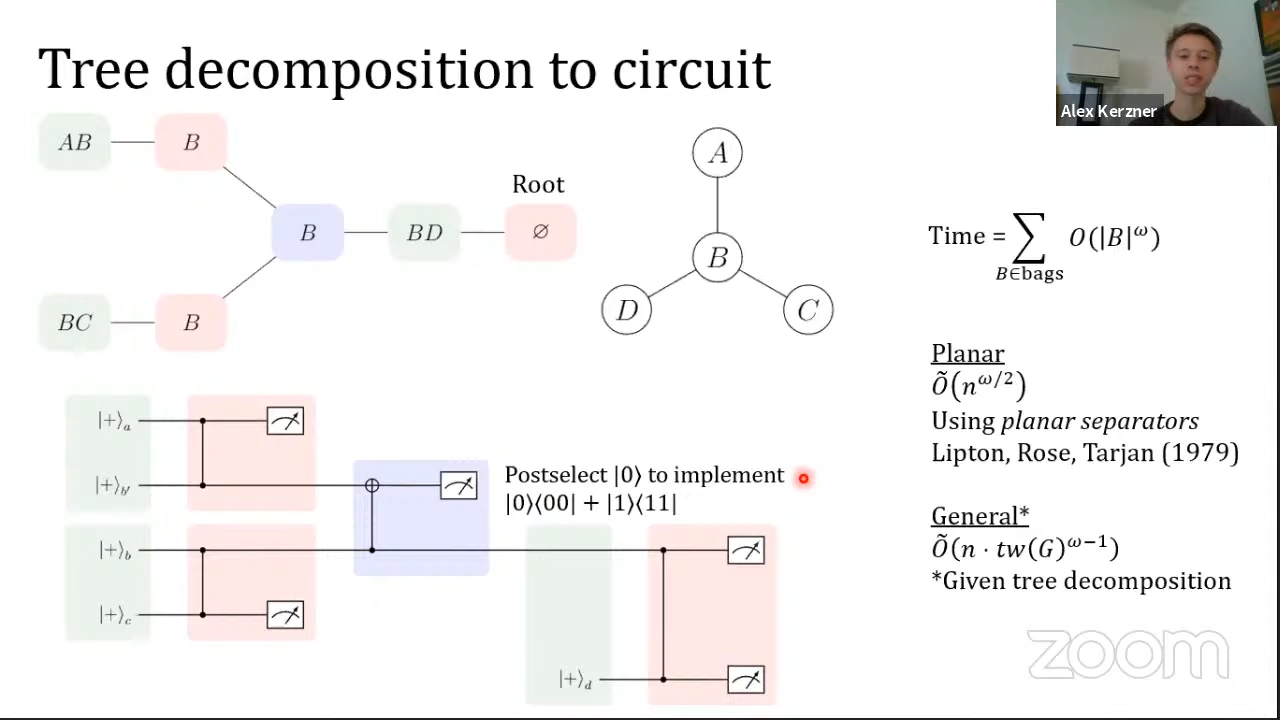 Tree decomposition to circuit
Alex Kerzner
AB
B
Root
B
BD
∅
BC
B
A
B
D
C
Time = ∑ O(|B|^ω)
B∈bags
Planar
Õ(n^{ω/2})
Using planar separators
Lipton, Rose, Tarjan (1979)
General*
Õ(n · tw(G)^{ω−1})
*Given tree decomposition
|+⟩_a
|+⟩_{b′}
|+⟩_b
|+⟩_c
Postselect |0⟩ to implement
|0⟩⟨00| + |1⟩⟨11|
|+⟩_d
zoom